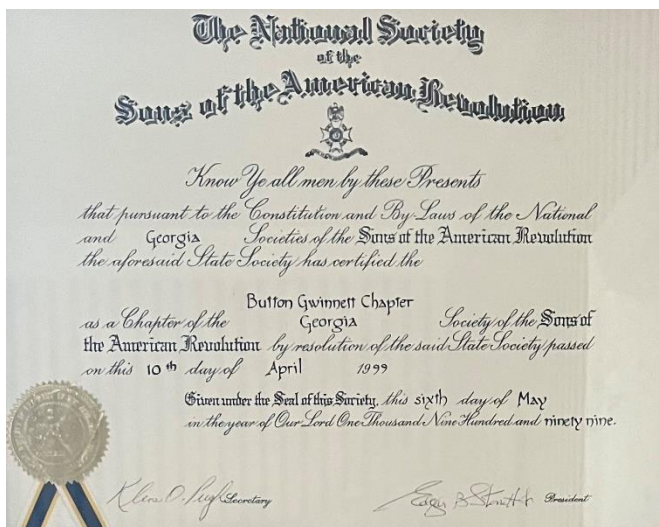 The National Society
of the
Sons of the American Revolution
Know Ye all men by these Presents
that pursuant to the Constitution and By-Laws of the National
and Georgia Societies of the Sons of the American Revolution
the aforesaid State Society has certified the
Button Gwinnett Chapter
as a Chapter of the Georgia Society of the Sons of
the American Revolution by resolution of the said State Society passed
on this 10th day of April 1999
Given under the Seal of this Society, this sixth day of May
in the year of Our Lord One Thousand Nine Hundred and ninety nine.
Secretary President